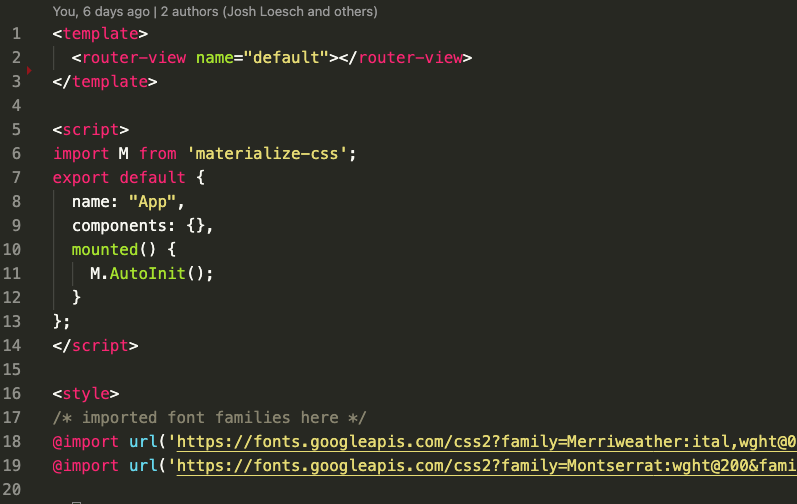 You, 6 days ago | 2 authors (Josh Loesch and others)
1 <template>
2 <router-view name="default"></router-view>
3 </template>
4
5 <script>
6 import M from 'materialize-css';
7 export default {
8 name: "App",
9 components: {},
10 mounted() {
11 M.AutoInit();
12 }
13 };
14 </script>
15
16 <style>
17 /* imported font families here */
18 @import url('https://fonts.googleapis.com/css2?family=Merriweather:ital,wght@0
19 @import url('https://fonts.googleapis.com/css2?family=Montserrat:wght@200&fami
20